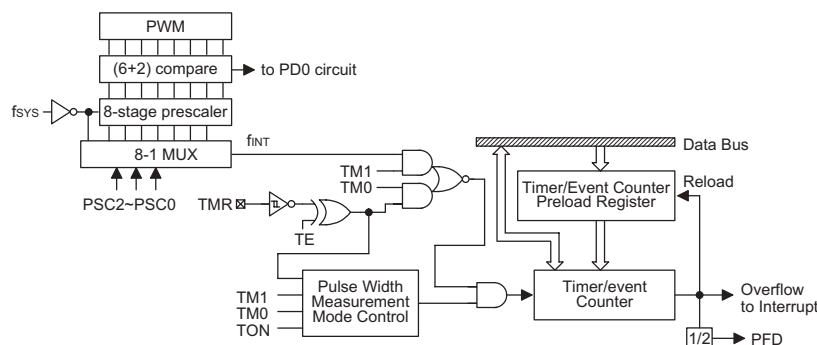 PWM
(6+2) compare
to PD0 circuit
fSYS
8-stage prescaler
8-1 MUX
fINT
PSC2~PSC0
TM1
TM0
TMR
TE
Data Bus
Timer/Event Counter
Preload Register
Reload
TM1
TM0
TON
Pulse Width
Measurement
Mode Control
Timer/event
Counter
Overflow
to Interrupt
1/2
PFD